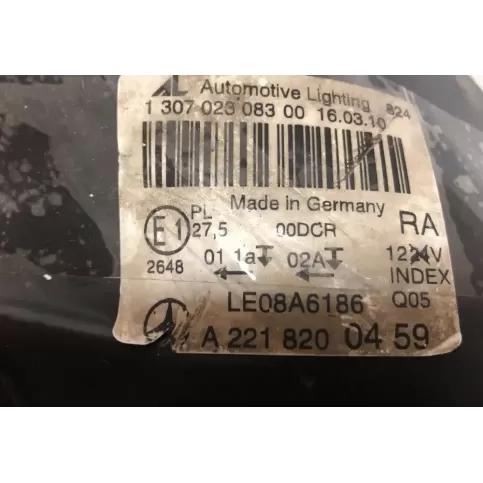 AL Automotive Lighting 824
1 307 023 083 00 16.03.10
Made in Germany
E1 PL 27,5 00DCR RA
2648 01 1a 02A 1224V
INDEX
LE08A6186 Q05
A 221 820 04 59